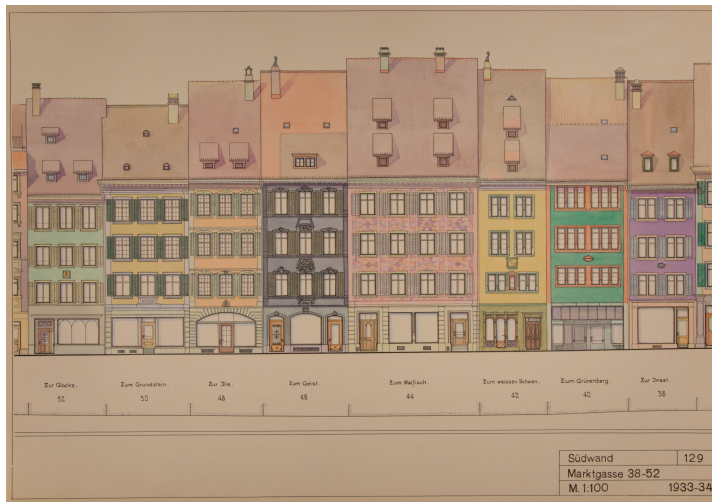 Zur Glocke. Zum Grundstein. Zur Ilie. Zum Geist. Zum Walfisch. Zum weissen Schwan. Zum Grünenberg. Zur Insel.
52 50 48 46 44 42 40 38
Südwand 129
Marktgasse 38-52
M. 1:100 1933-34